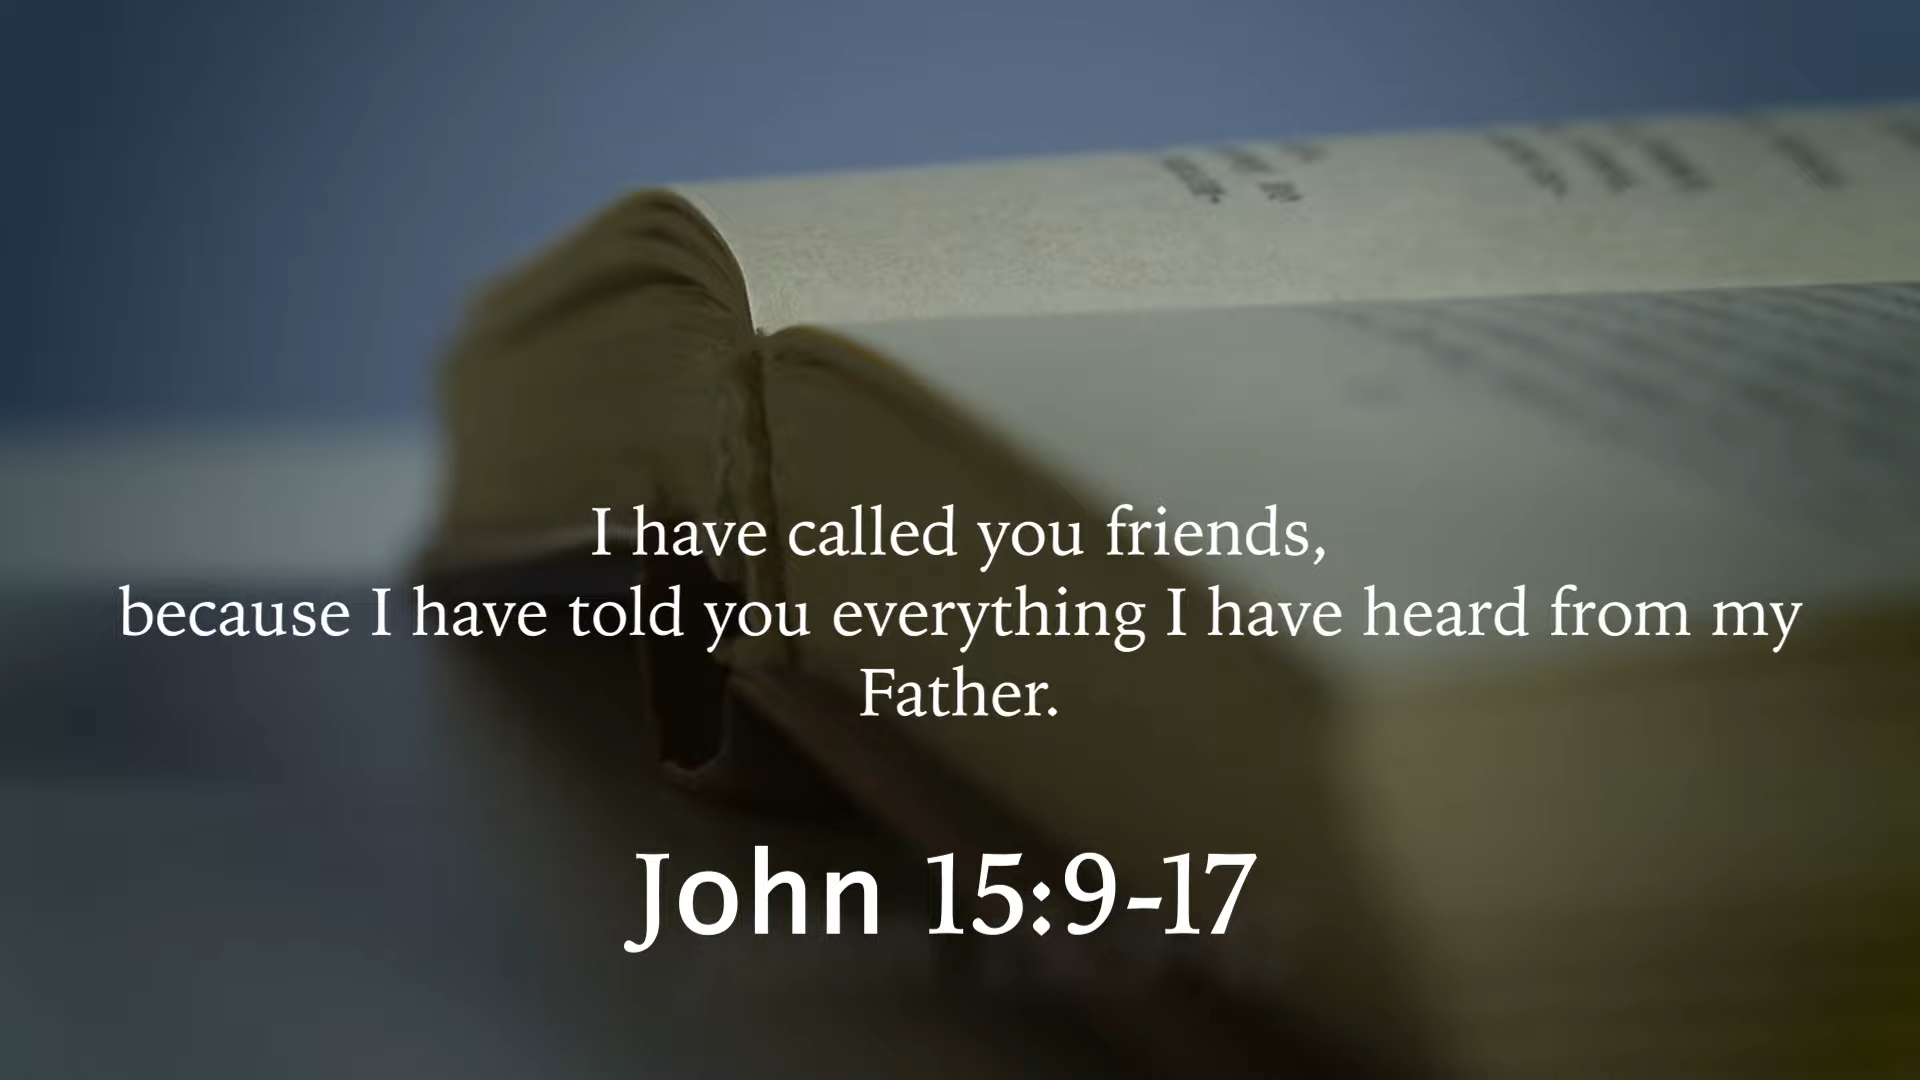 I have called you friends,
because I have told you everything I have heard from my
Father.
John 15:9-17